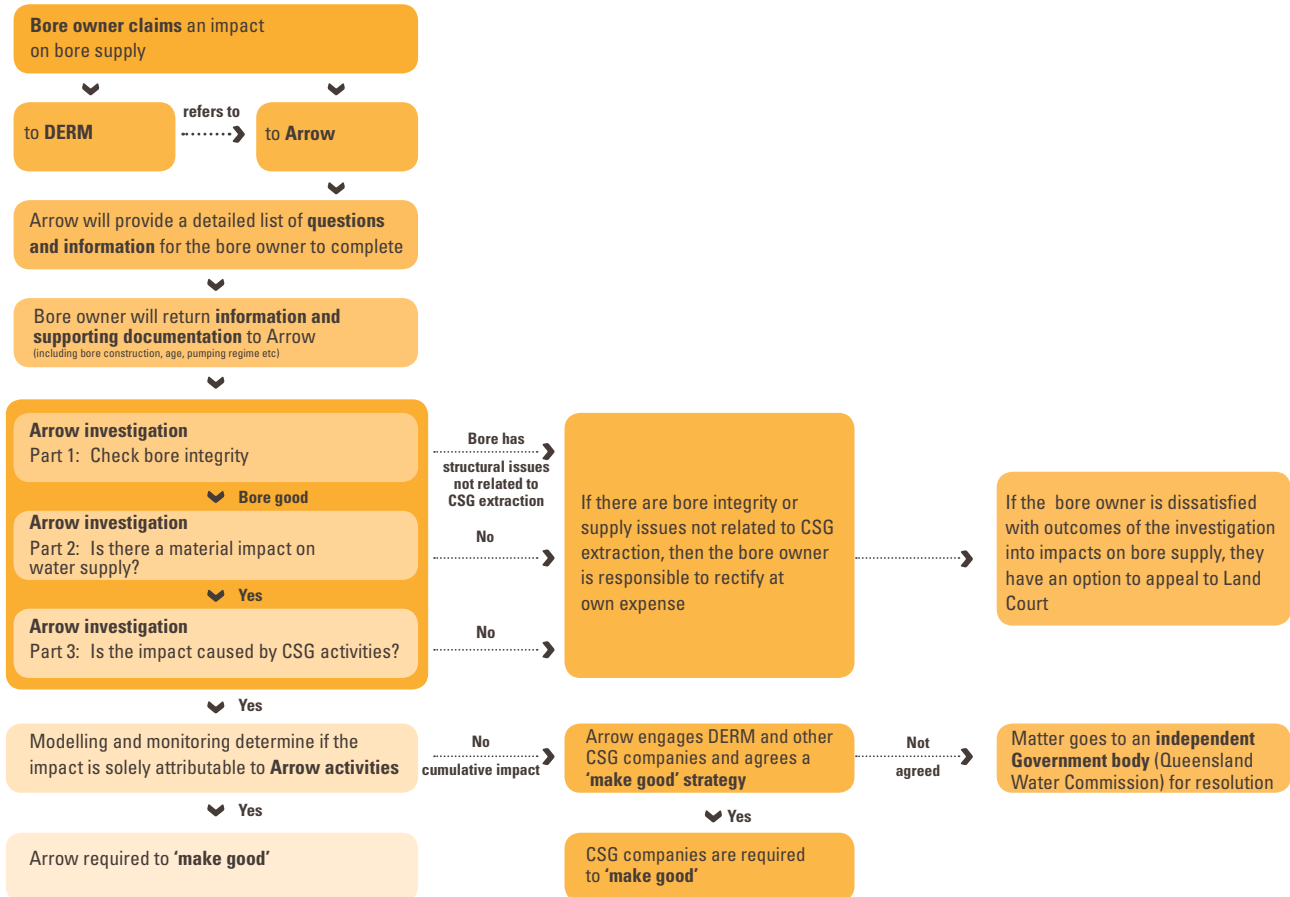 Bore owner claims an impact
on bore supply
to DERM
refers to
to Arrow
Arrow will provide a detailed list of questions
and information for the bore owner to complete
Bore owner will return information and
supporting documentation to Arrow
(including bore construction, age, pumping regime etc)
Arrow investigation
Part 1: Check bore integrity
Bore has
structural issues
not related to
CSG extraction
Bore good
Arrow investigation
Part 2: Is there a material impact on
water supply?
No
Yes
Arrow investigation
Part 3: Is the impact caused by CSG activities?
No
If there are bore integrity or
supply issues not related to CSG
extraction, then the bore owner
is responsible to rectify at
own expense
If the bore owner is dissatisfied
with outcomes of the investigation
into impacts on bore supply, they
have an option to appeal to Land
Court
Yes
Modelling and monitoring determine if the
impact is solely attributable to Arrow activities
No
cumulative impact
Arrow engages DERM and other
CSG companies and agrees a
'make good' strategy
Not
agreed
Matter goes to an independent
Government body (Queensland
Water Commission) for resolution
Yes
Yes
Arrow required to 'make good'
CSG companies are required
to 'make good'